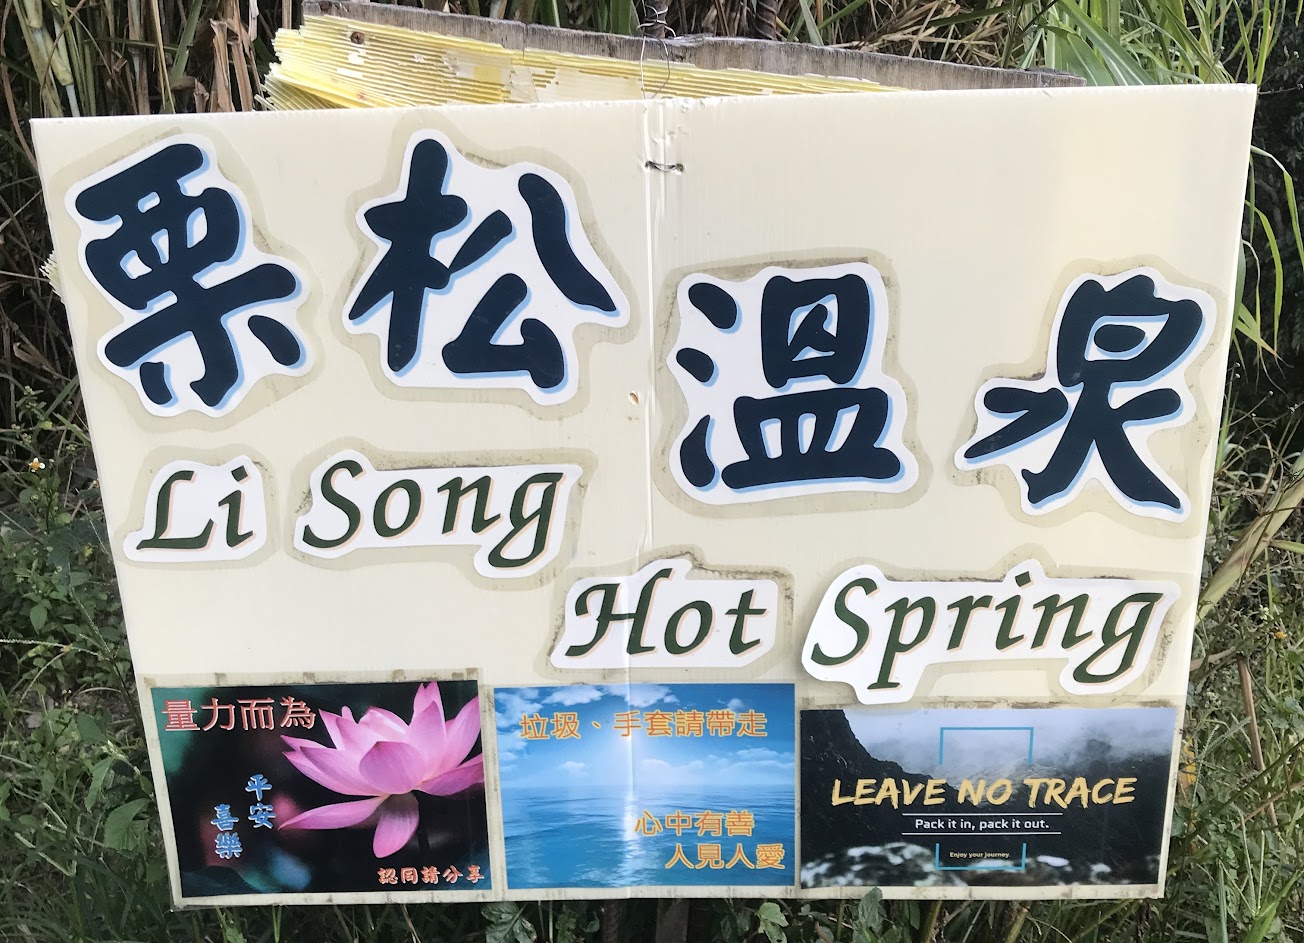 栗松溫泉
Li Song
Hot Spring
量力而為
平安
喜樂
認同請分享
垃圾、手套請帶走
心中有善
人見人愛
LEAVE NO TRACE
Pack it in, pack it out.
Enjoy your journey.